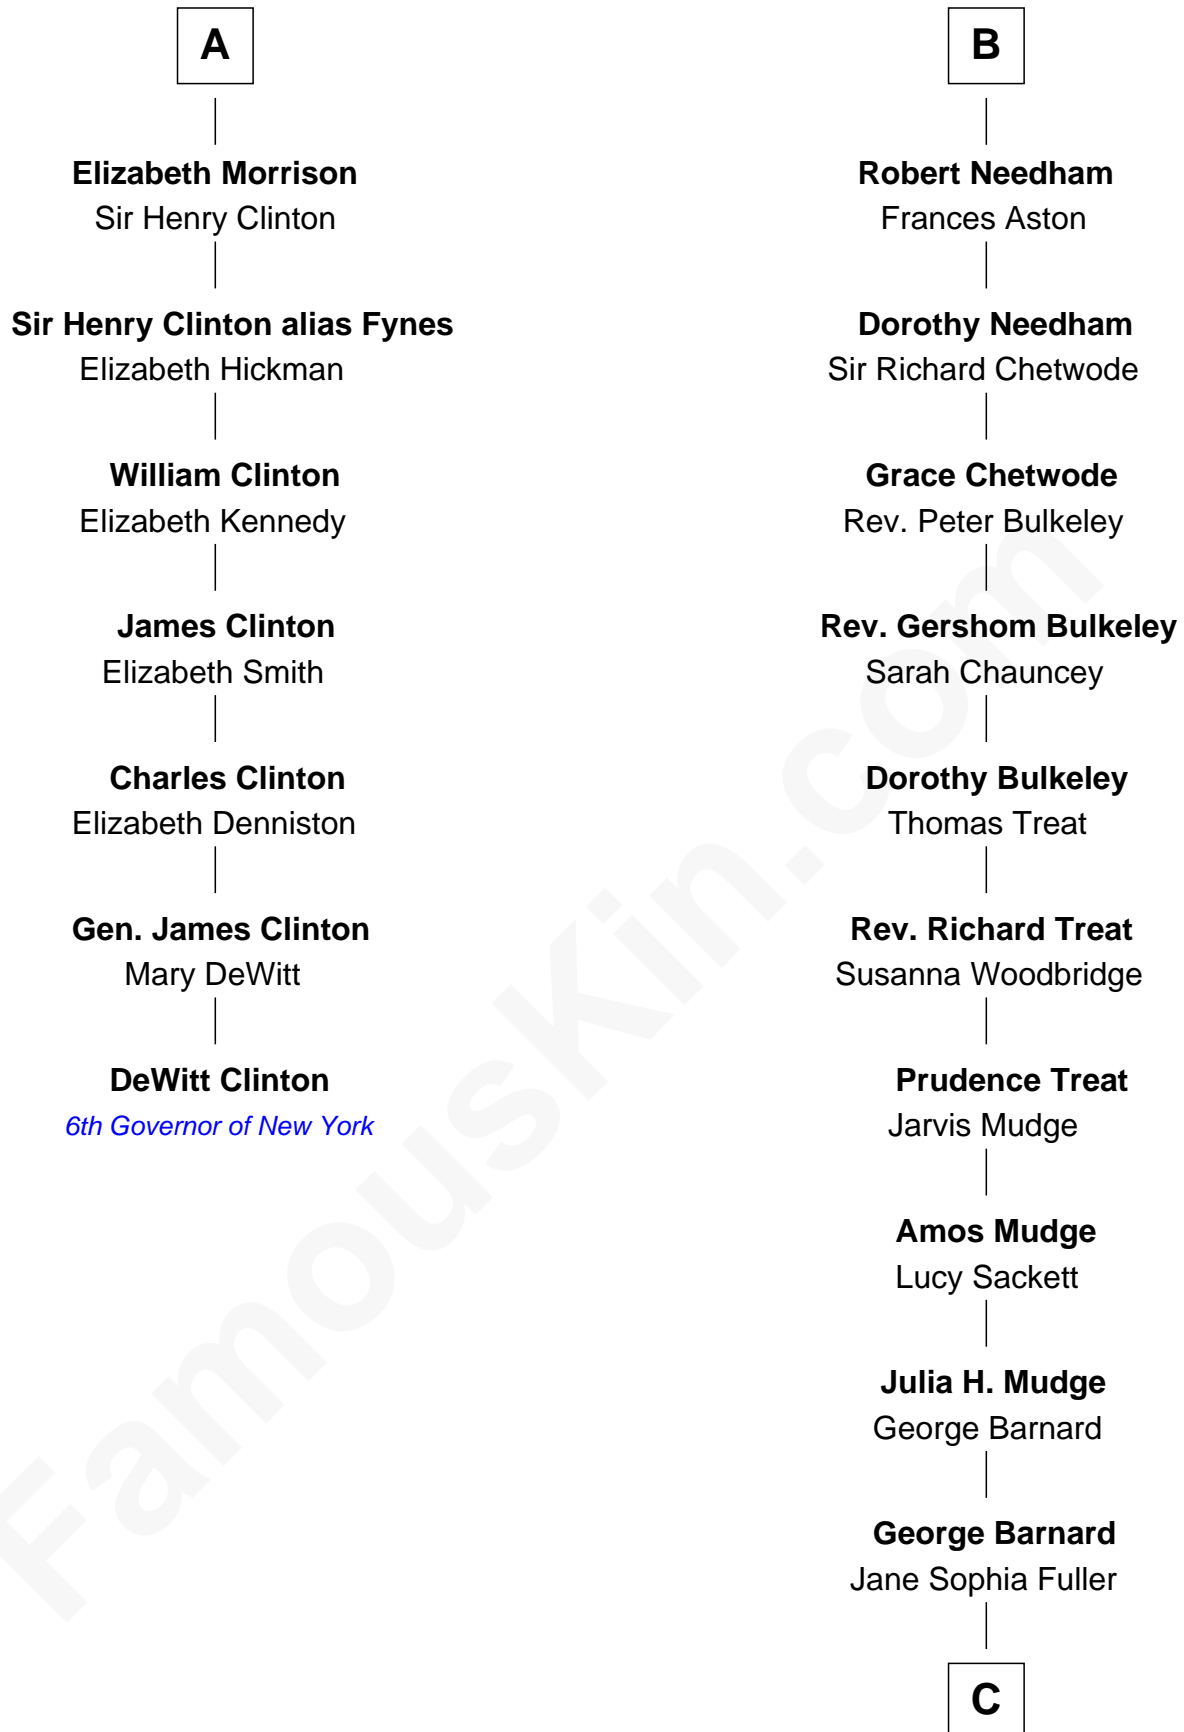 A
Elizabeth Morrison
Sir Henry Clinton
Sir Henry Clinton alias Fynes
Elizabeth Hickman
William Clinton
Elizabeth Kennedy
James Clinton
Elizabeth Smith
Charles Clinton
Elizabeth Denniston
Gen. James Clinton
Mary DeWitt
DeWitt Clinton
6th Governor of New York
B
Robert Needham
Frances Aston
Dorothy Needham
Sir Richard Chetwode
Grace Chetwode
Rev. Peter Bulkeley
Rev. Gershom Bulkeley
Sarah Chauncey
Dorothy Bulkeley
Thomas Treat
Rev. Richard Treat
Susanna Woodbridge
Prudence Treat
Jarvis Mudge
Amos Mudge
Lucy Sackett
Julia H. Mudge
George Barnard
George Barnard
Jane Sophia Fuller
C
FamousKin.com